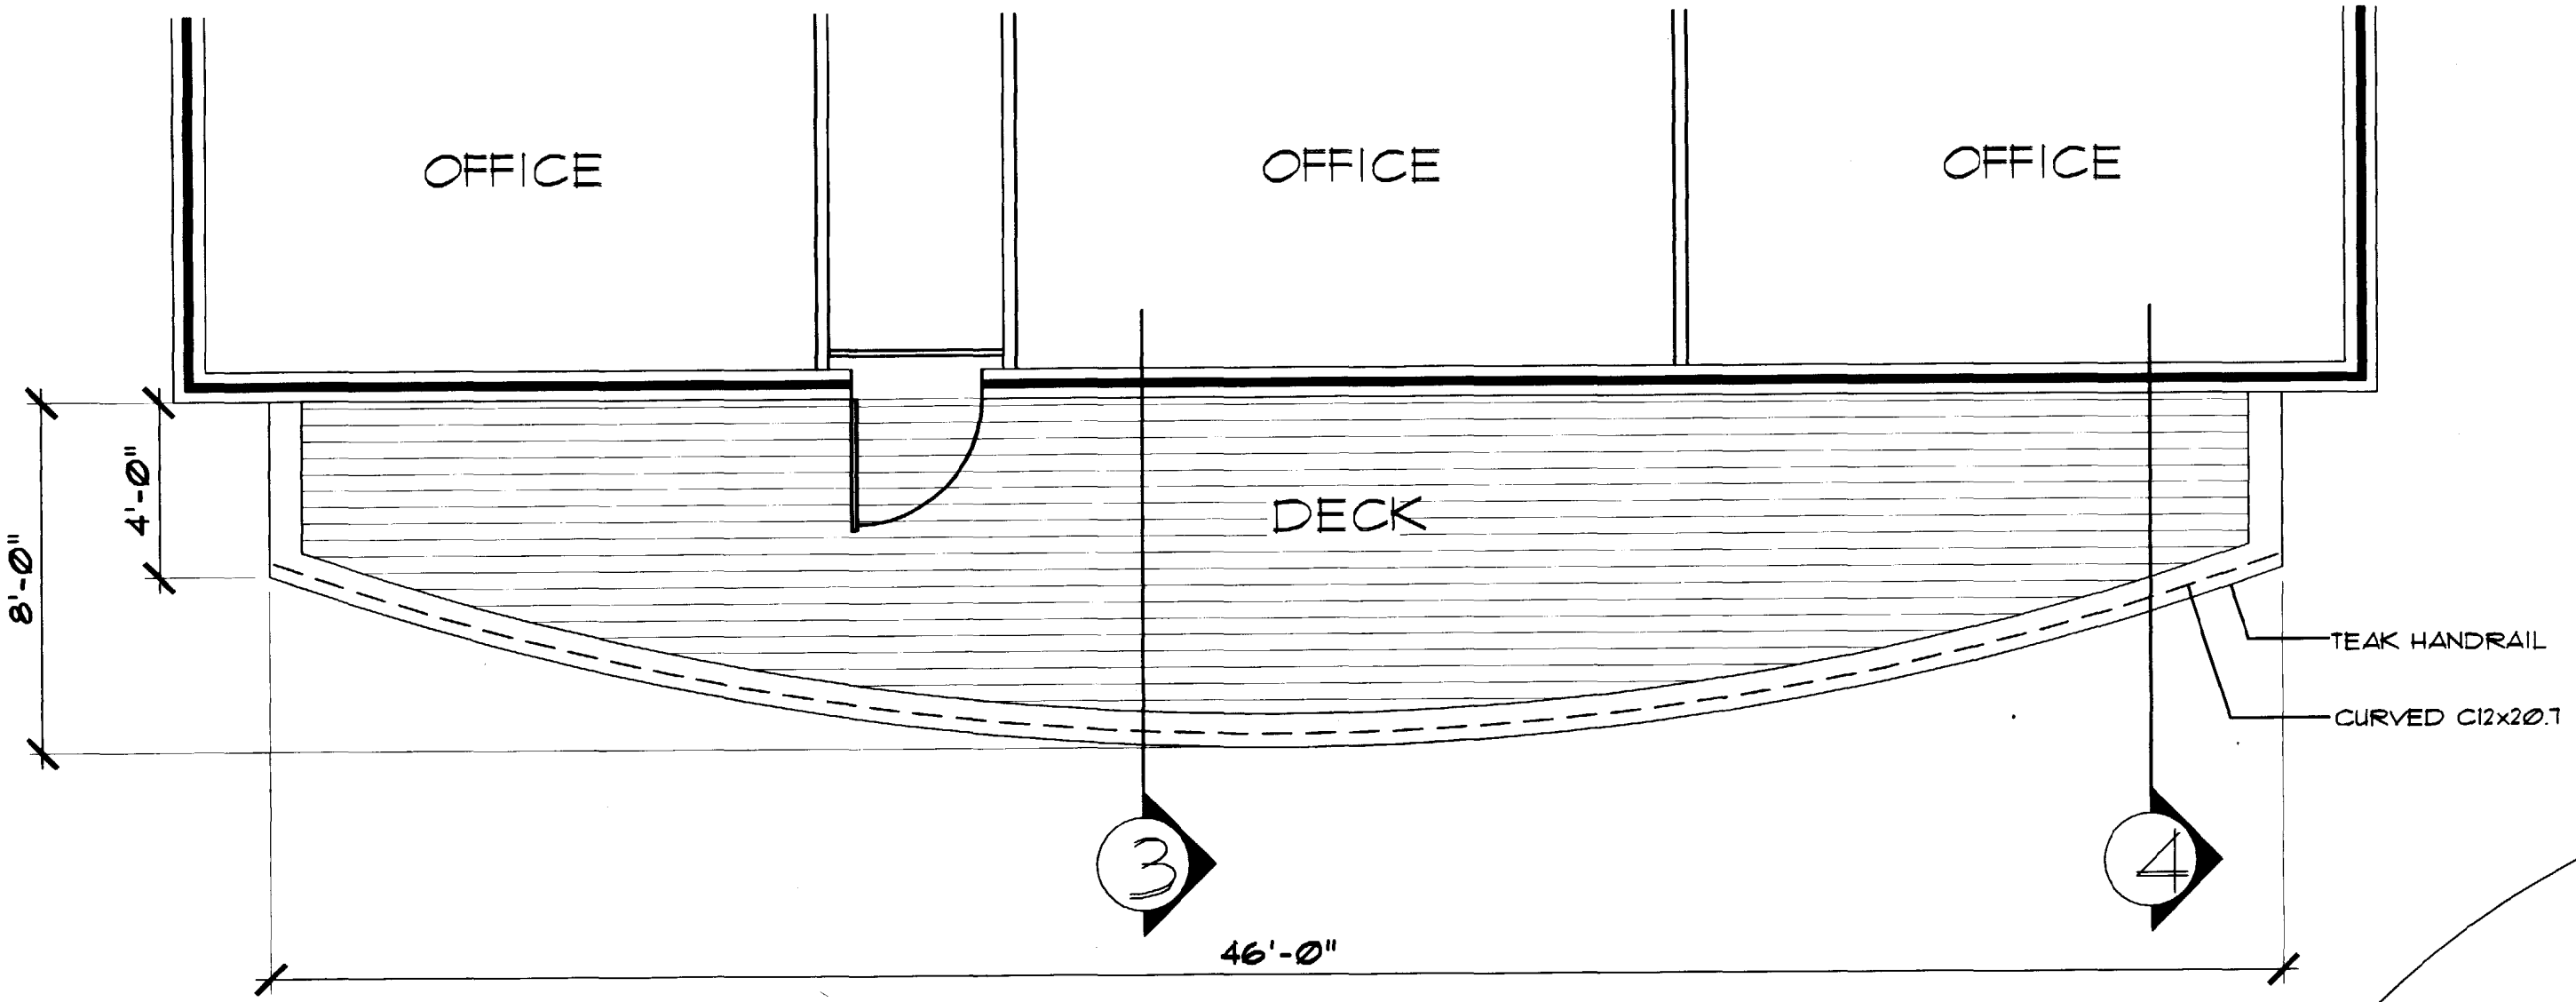 OFFICE
OFFICE
OFFICE
4'-0"
8'-0"
DECK
TEAK HANDRAIL
CURVED C12x20.7
3
4
46'-0"